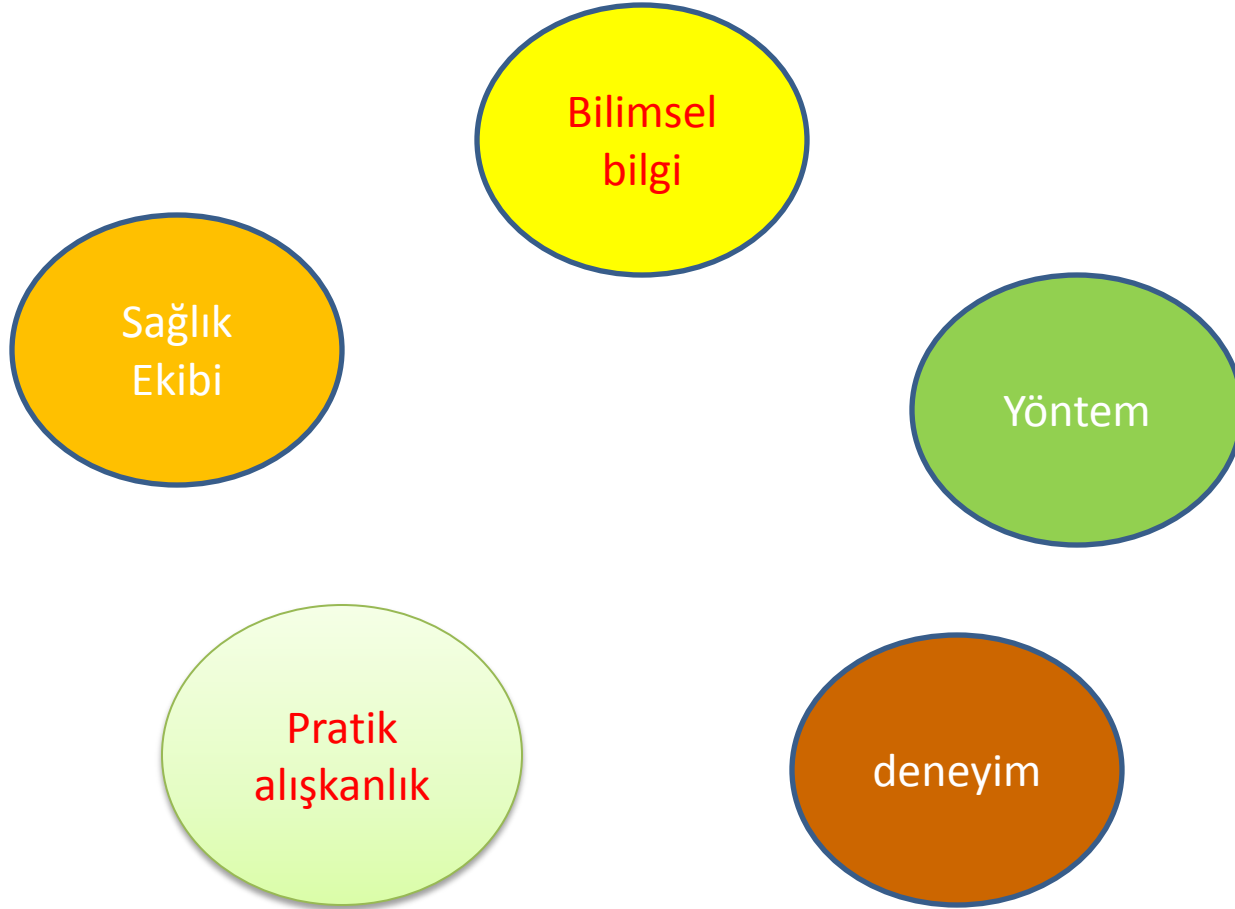 Bilimsel
bilgi
Sağlık
Ekibi
Yöntem
Pratik
alışkanlık
deneyim